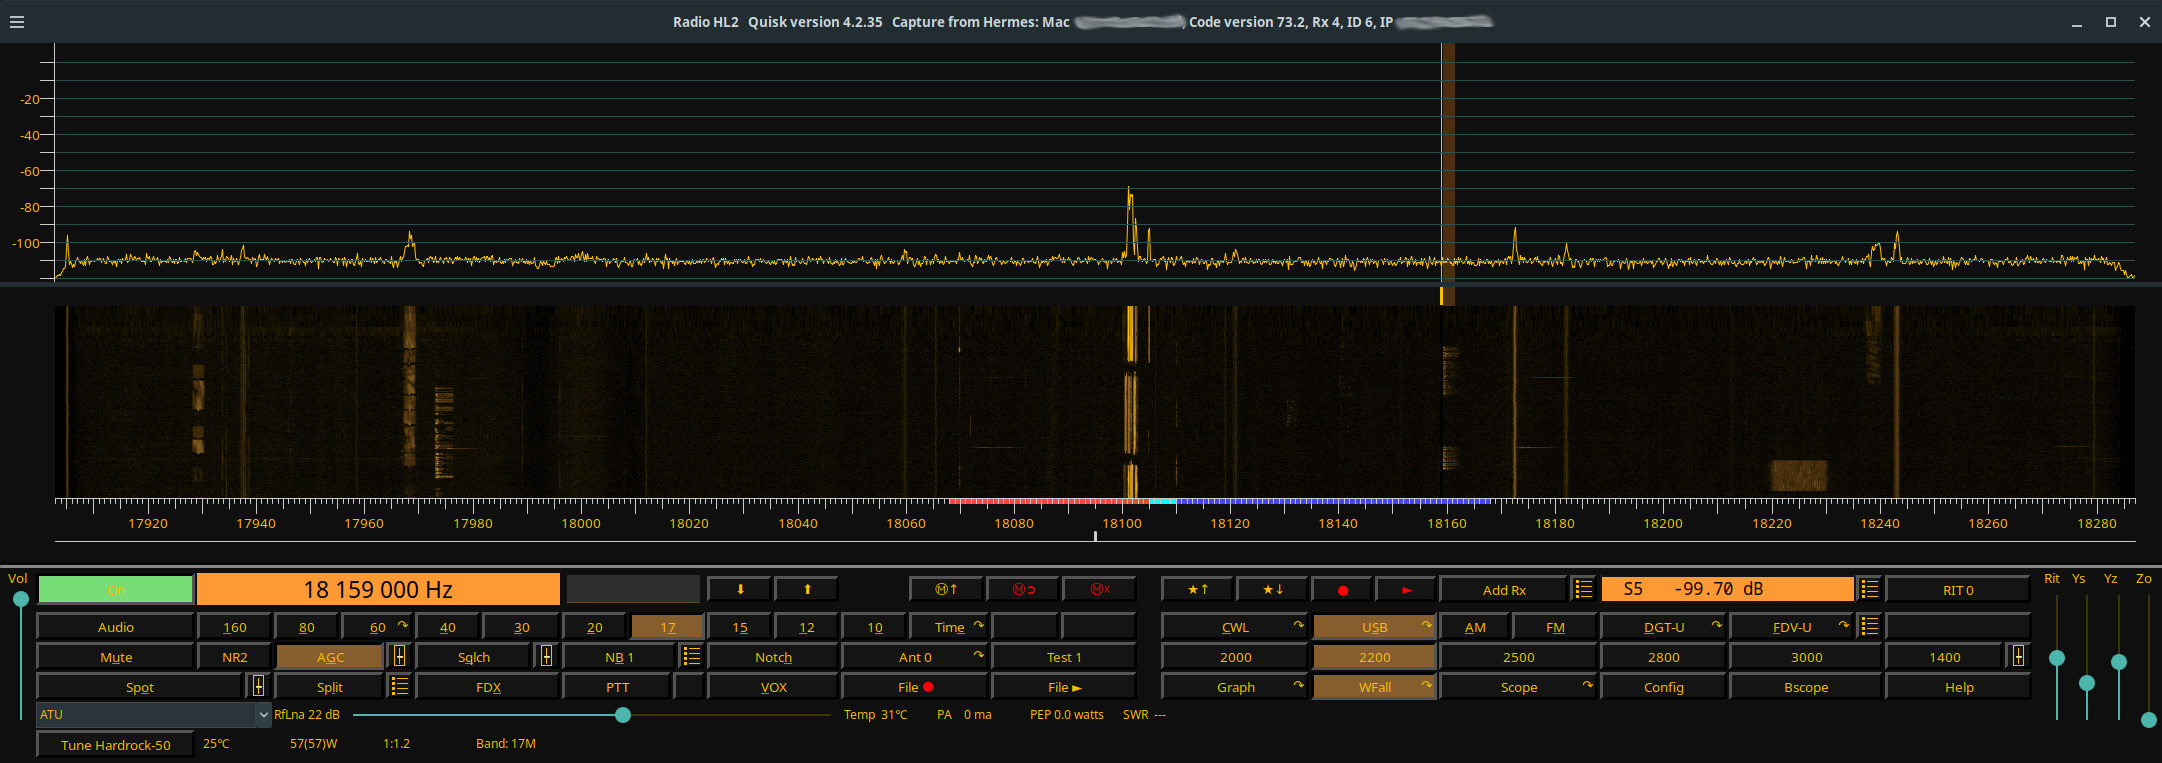 Radio HL2 Quisk version 4.2.35 Capture from Hermes: Mac , Code version 73.2, Rx 4, ID 6, IP
-20
-40
-60
-80
-100
17920 17940 17960 17980 18000 18020 18040 18060 18080 18100 18120 18140 18160 18180 18200 18220 18240 18260 18280
Vol On 18 159 000 Hz ⬇ ⬆ Ⓜ↑ Ⓜ⊃ Ⓜx ★↑ ★↓ ● ► Add Rx S5 -99.70 dB RIT 0 Rit Ys Yz Zo
Audio 160 80 60 ↷ 40 30 20 17 15 12 10 Time ↷ CWL ↷ USB ↷ AM FM DGT-U ↷ FDV-U ↷
Mute NR2 AGC Sqlch NB 1 Notch Ant 0 ↷ Test 1 2000 2200 2500 2800 3000 1400
Spot Split FDX PTT VOX File ● File ► Graph ↷ WFall ↷ Scope ↷ Config Bscope Help
ATU RfLna 22 dB Temp 31°C PA 0 ma PEP 0.0 watts SWR ---
Tune Hardrock-50 25°C 57(57)W 1:1.2 Band: 17M